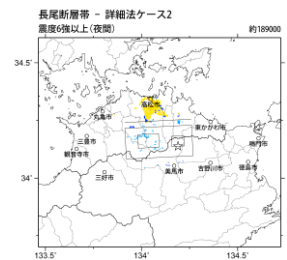 長尾断層帯 - 詳細法ケース2
震度6強以上(夜間)
約189000
34.5˚
高松市
丸亀市
東かがわ市
三豊市
鳴門市
観音寺市
34˚
三好市
美馬市
吉野川市
徳島市
133.5˚
134˚
134.5˚